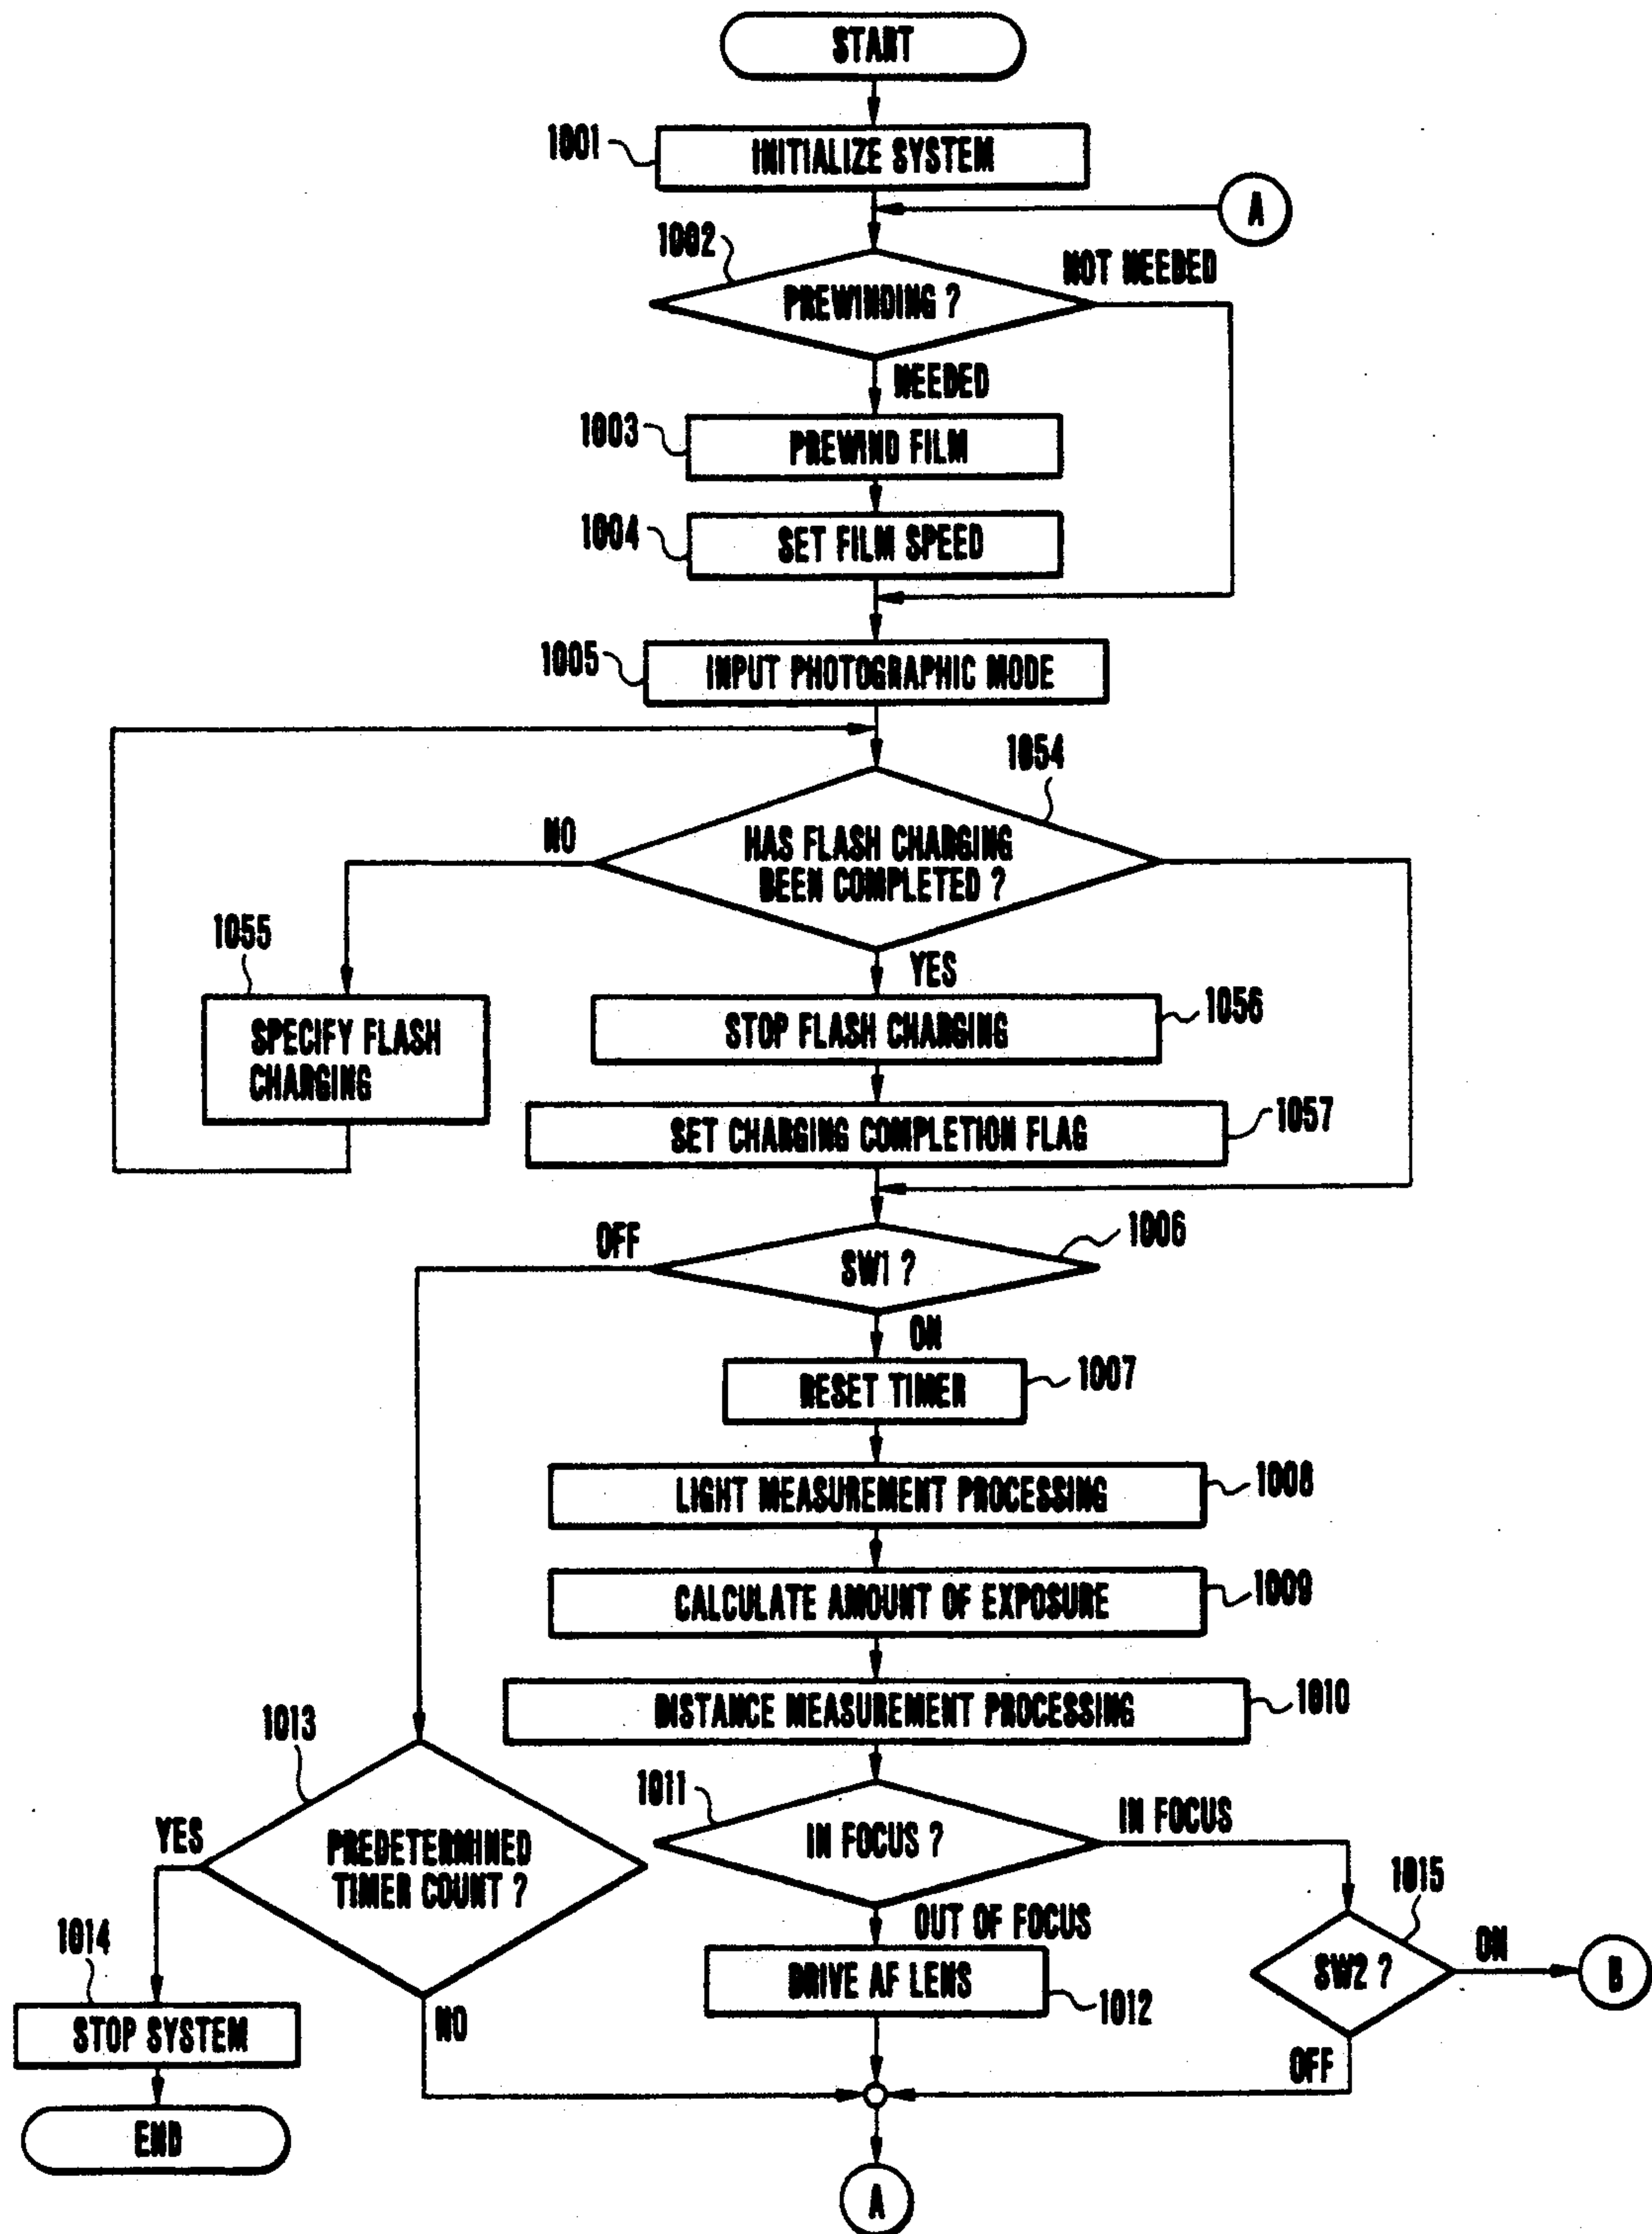 START
1001
INITIALIZE SYSTEM
A
1002
PREWINDING ?
NOT NEEDED
NEEDED
1003
PREWIND FILM
1004
SET FILM SPEED
1005
INPUT PHOTOGRAPHIC MODE
1054
HAS FLASH CHARGING
BEEN COMPLETED ?
NO
YES
1055
SPECIFY FLASH
CHARGING
STOP FLASH CHARGING
1056
SET CHARGING COMPLETION FLAG
1057
OFF
SW1 ?
1006
ON
RESET TIMER
1007
LIGHT MEASUREMENT PROCESSING
1008
CALCULATE AMOUNT OF EXPOSURE
1009
DISTANCE MEASUREMENT PROCESSING
1010
1013
YES
PREDETERMINED
TIMER COUNT ?
NO
1011
IN FOCUS ?
IN FOCUS
OUT OF FOCUS
1015
SW2 ?
ON
B
OFF
1014
STOP SYSTEM
DRIVE AF LENS
1012
END
A